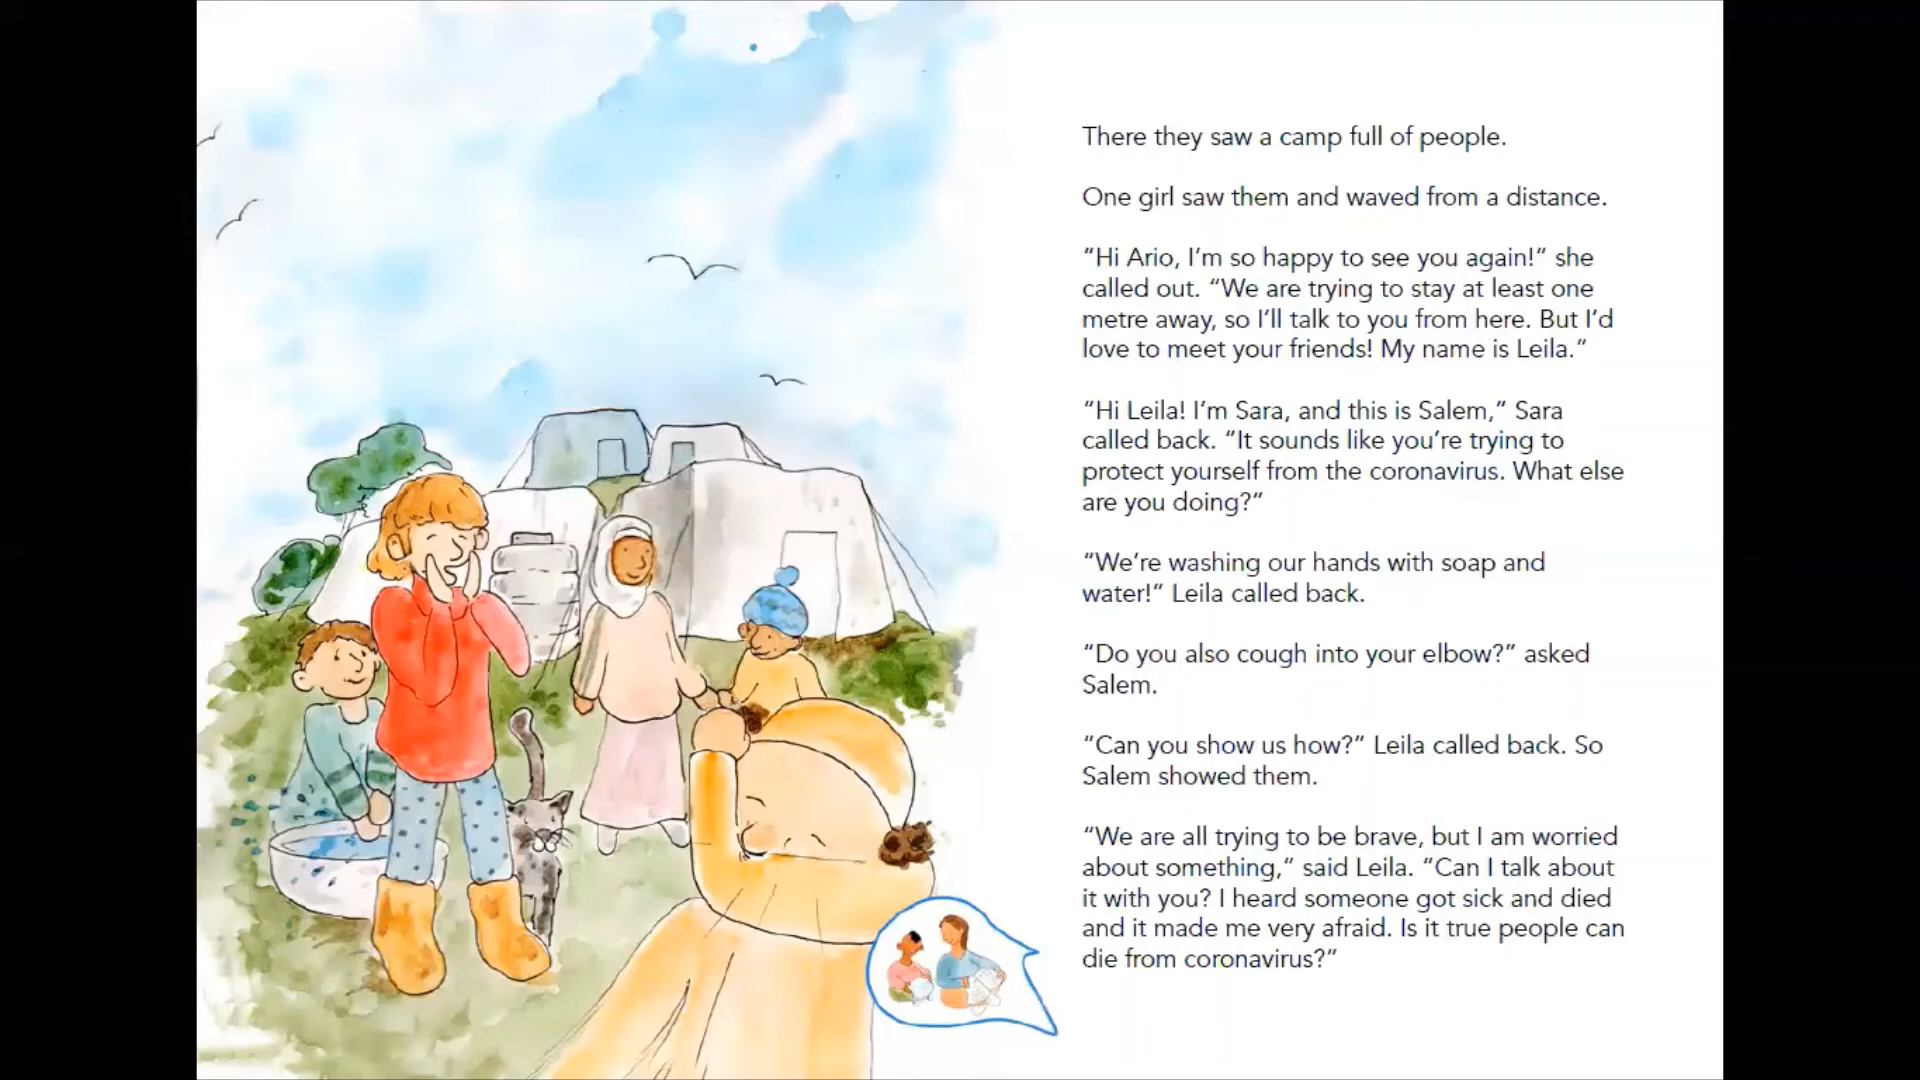 There they saw a camp full of people.
One girl saw them and waved from a distance.
“Hi Ario, I’m so happy to see you again!” she
called out. “We are trying to stay at least one
metre away, so I’ll talk to you from here. But I’d
love to meet your friends! My name is Leila.”
“Hi Leila! I’m Sara, and this is Salem,” Sara
called back. “It sounds like you’re trying to
protect yourself from the coronavirus. What else
are you doing?”
“We’re washing our hands with soap and
water!” Leila called back.
“Do you also cough into your elbow?” asked
Salem.
“Can you show us how?” Leila called back. So
Salem showed them.
“We are all trying to be brave, but I am worried
about something,” said Leila. “Can I talk about
it with you? I heard someone got sick and died
and it made me very afraid. Is it true people can
die from coronavirus?”